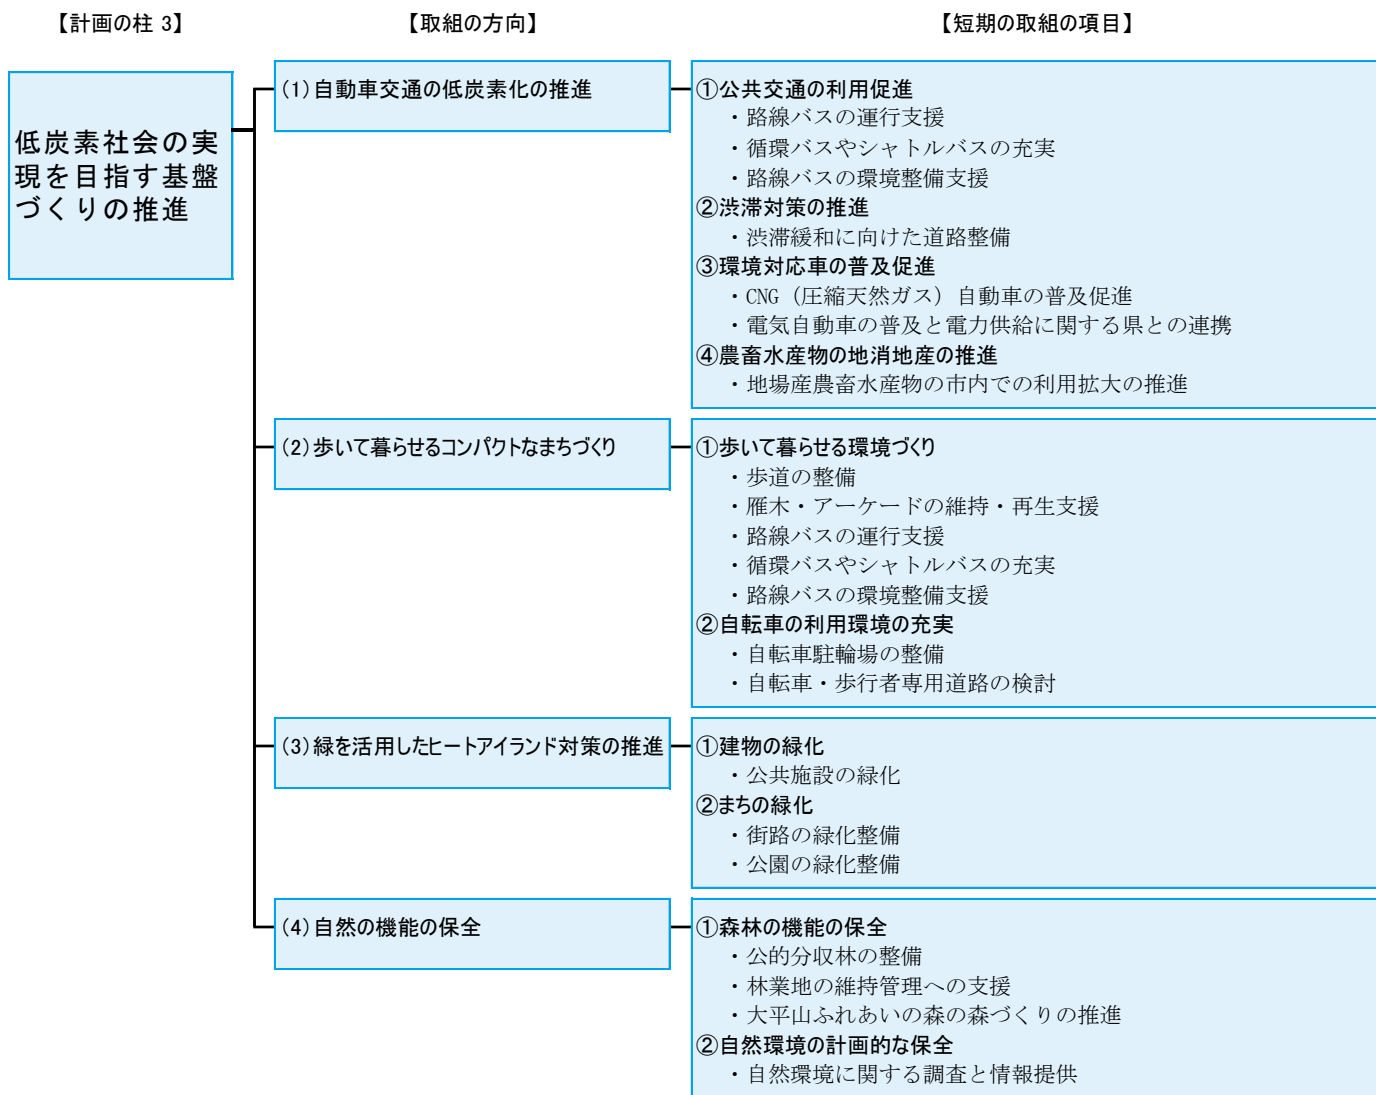 【計画の柱 3】
【取組の方向】
【短期の取組の項目】
低炭素社会の実
現を目指す基盤
づくりの推進
(1)自動車交通の低炭素化の推進
①公共交通の利用促進
・路線バスの運行支援
・循環バスやシャトルバスの充実
・路線バスの環境整備支援
②渋滞対策の推進
・渋滞緩和に向けた道路整備
③環境対応車の普及促進
・CNG（圧縮天然ガス）自動車の普及促進
・電気自動車の普及と電力供給に関する県との連携
④農畜水産物の地消地産の推進
・地場産農畜水産物の市内での利用拡大の推進
(2)歩いて暮らせるコンパクトなまちづくり
①歩いて暮らせる環境づくり
・歩道の整備
・雁木・アーケードの維持・再生支援
・路線バスの運行支援
・循環バスやシャトルバスの充実
・路線バスの環境整備支援
②自転車の利用環境の充実
・自転車駐輪場の整備
・自転車・歩行者専用道路の検討
(3)緑を活用したヒートアイランド対策の推進
①建物の緑化
・公共施設の緑化
②まちの緑化
・街路の緑化整備
・公園の緑化整備
(4)自然の機能の保全
①森林の機能の保全
・公的分収林の整備
・林業地の維持管理への支援
・大平山ふれあいの森の森づくりの推進
②自然環境の計画的な保全
・自然環境に関する調査と情報提供